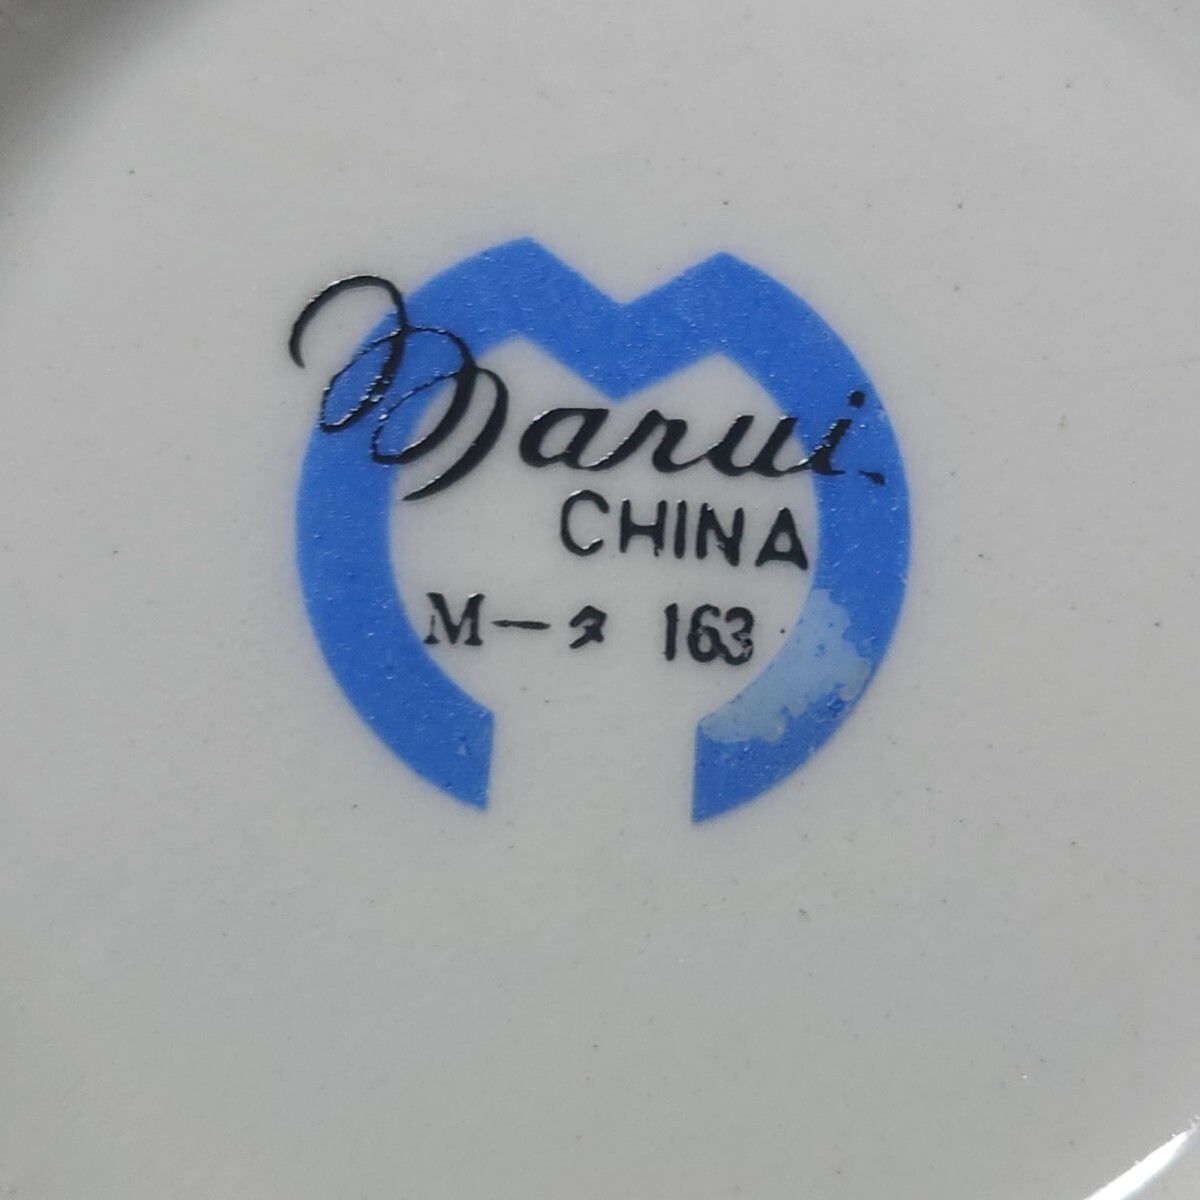 Marui.
CHINA
M－タ 163